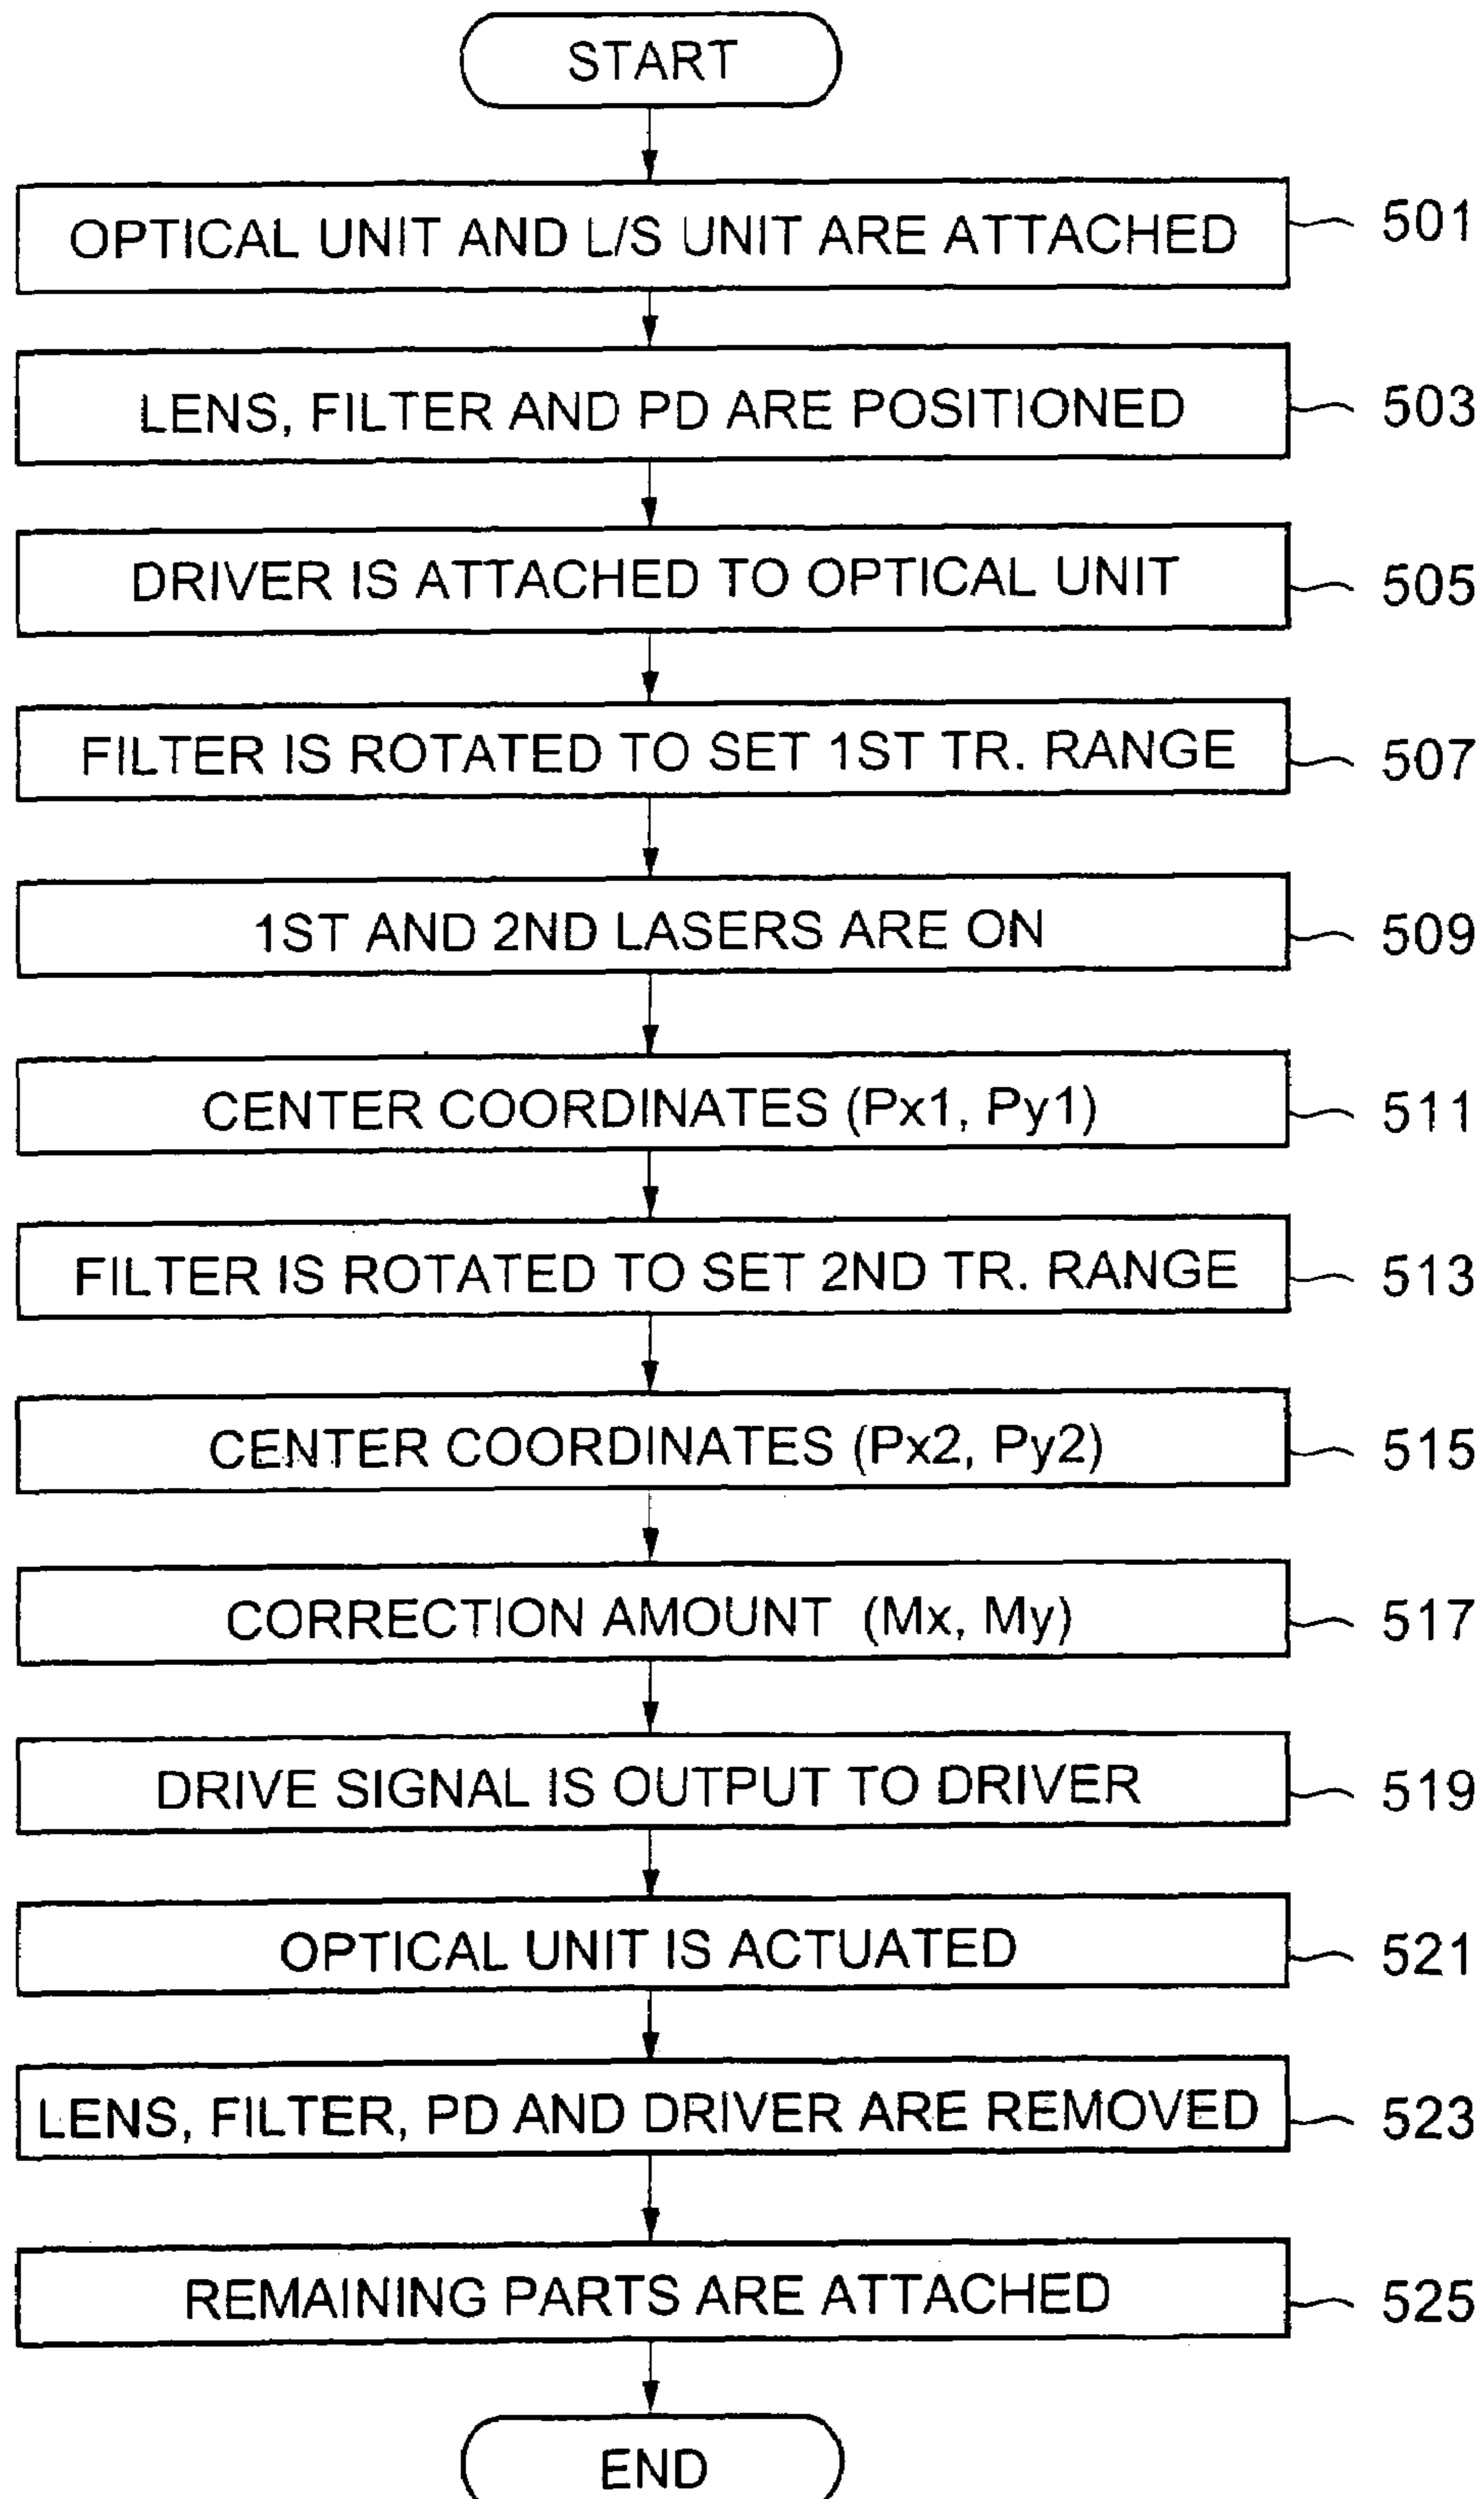 START
OPTICAL UNIT AND L/S UNIT ARE ATTACHED 501
LENS, FILTER AND PD ARE POSITIONED 503
DRIVER IS ATTACHED TO OPTICAL UNIT 505
FILTER IS ROTATED TO SET 1ST TR. RANGE 507
1ST AND 2ND LASERS ARE ON 509
CENTER COORDINATES (Px1, Py1) 511
FILTER IS ROTATED TO SET 2ND TR. RANGE 513
CENTER COORDINATES (Px2, Py2) 515
CORRECTION AMOUNT (Mx, My) 517
DRIVE SIGNAL IS OUTPUT TO DRIVER 519
OPTICAL UNIT IS ACTUATED 521
LENS, FILTER, PD AND DRIVER ARE REMOVED 523
REMAINING PARTS ARE ATTACHED 525
END